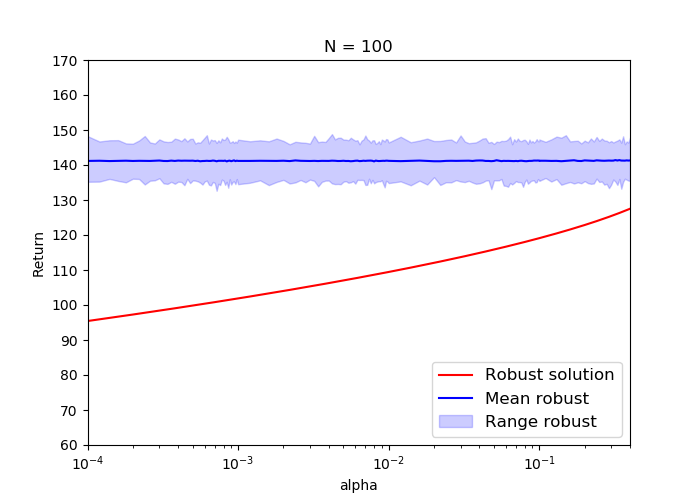 N = 100
170
160
150
140
130
120
110
100
90
80
70
60
Return
Robust solution
Mean robust
Range robust
10⁻⁴
10⁻³
10⁻²
10⁻¹
alpha